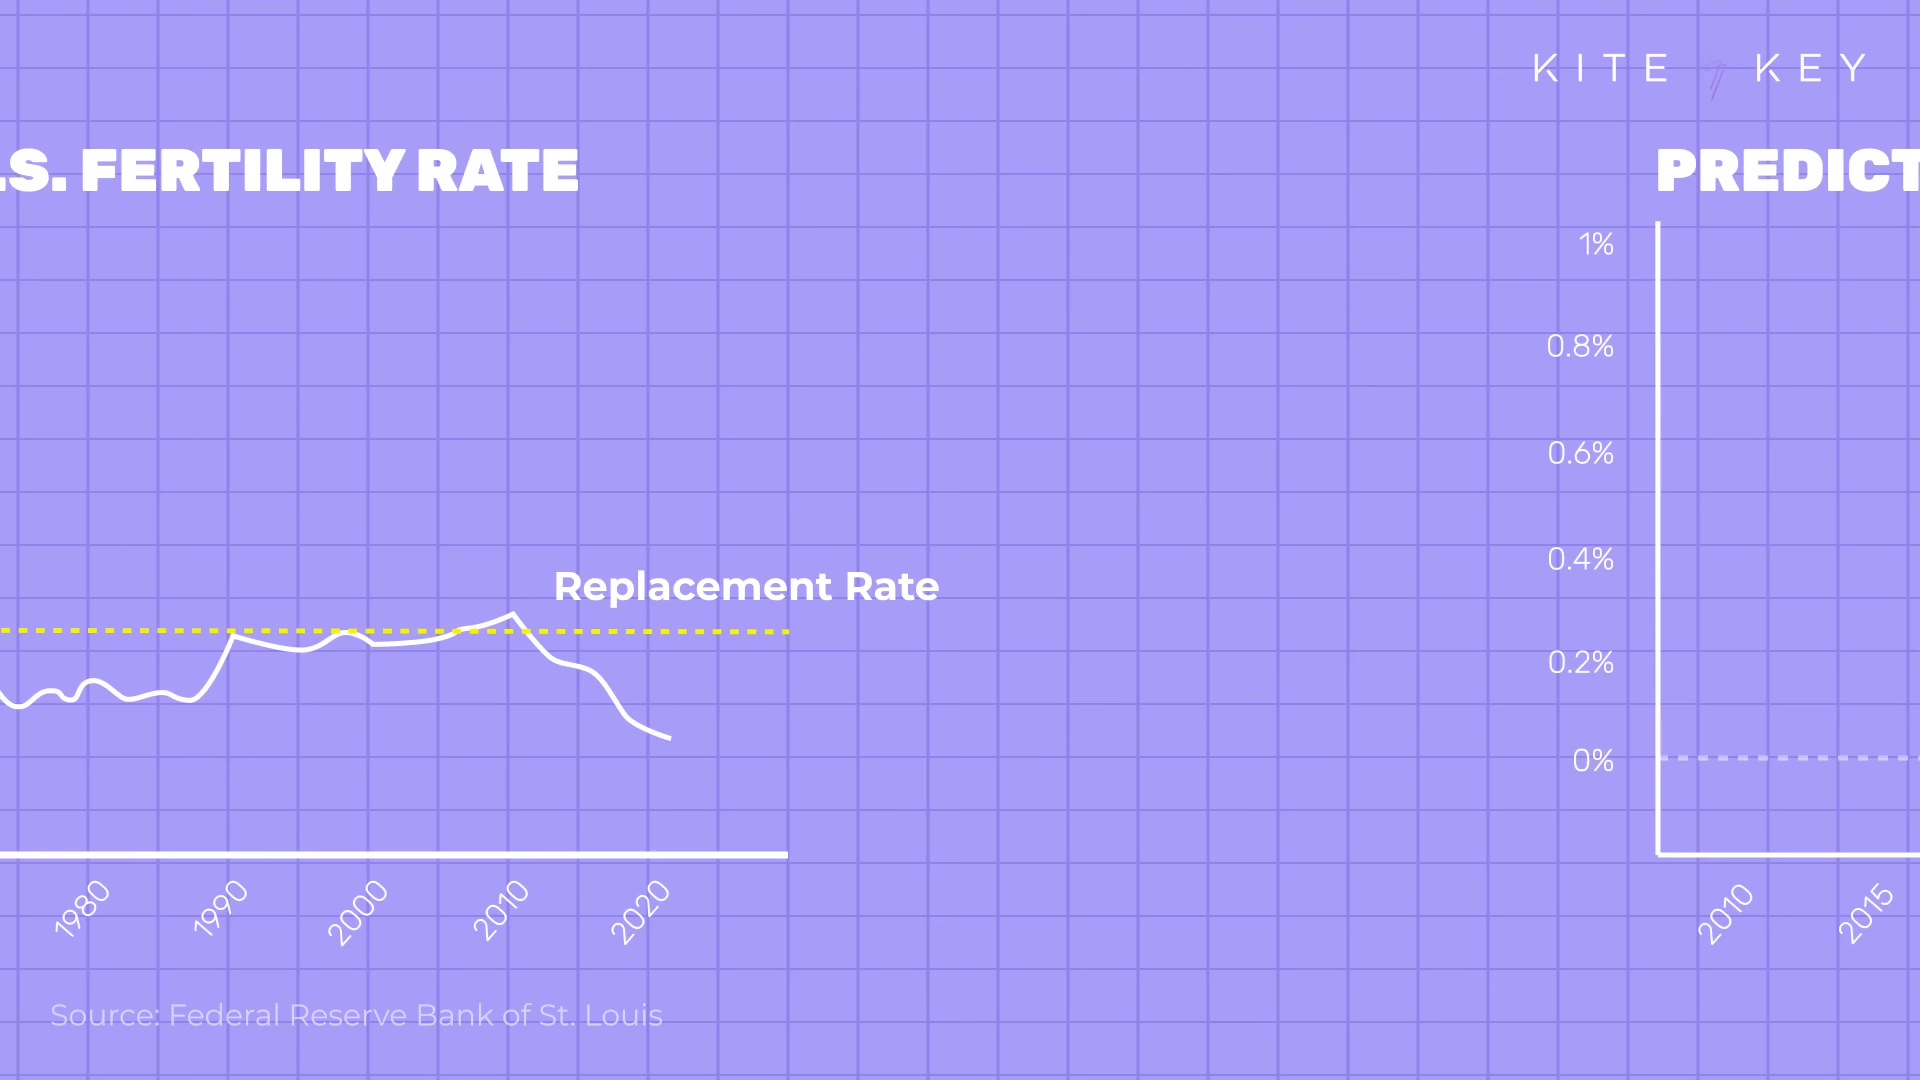 KITE KEY
.S. FERTILITY RATE
PREDICT
1%
0.8%
0.6%
0.4%
0.2%
0%
Replacement Rate
1980
1990
2000
2010
2020
2010
2015
Source: Federal Reserve Bank of St. Louis